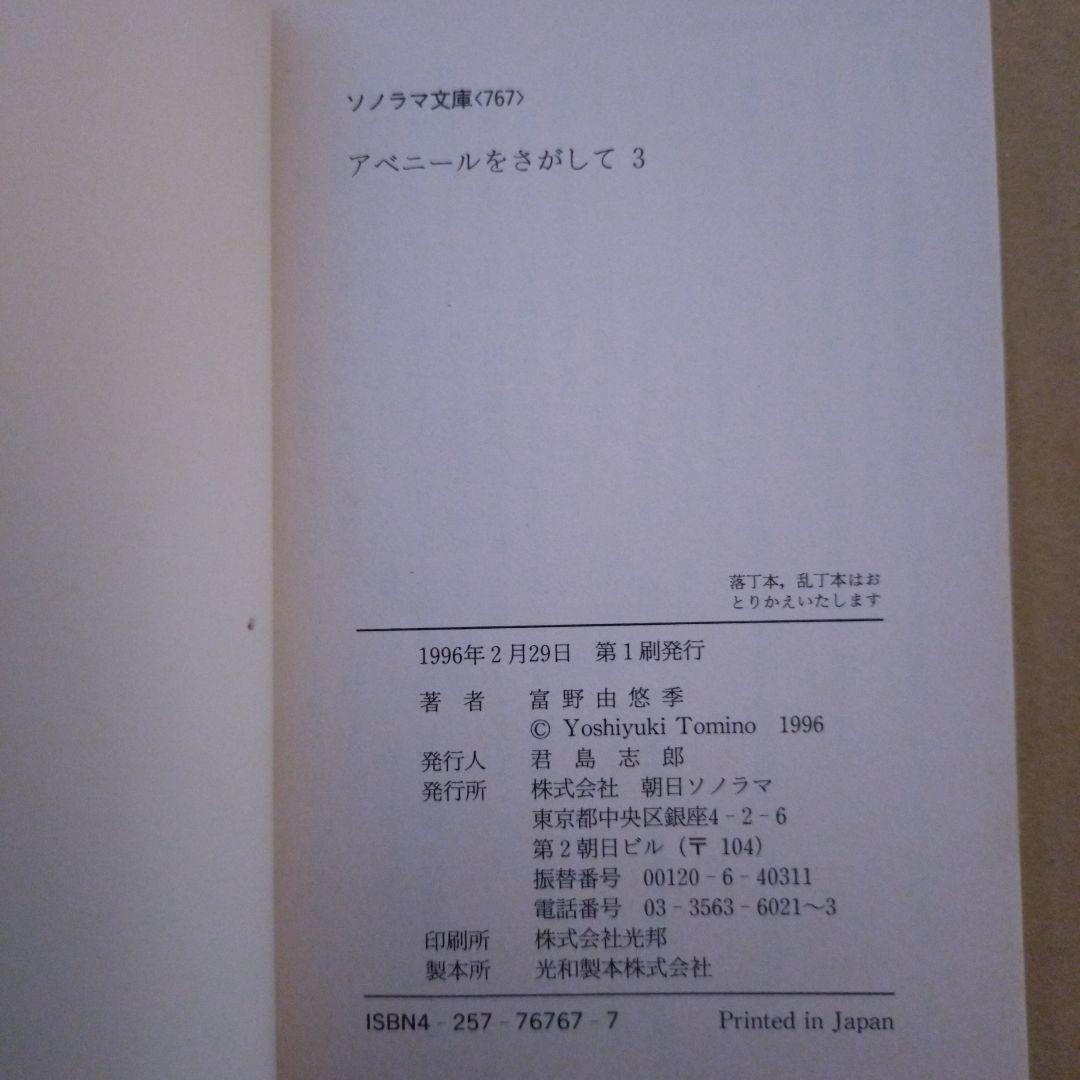 ソノラマ文庫〈767〉
アベニールをさがして 3
落丁本,乱丁本はお
とりかえいたします
1996年2月29日 第1刷発行
著 者 富野由悠季
© Yoshiyuki Tomino 1996
発行人 君島志郎
発行所 株式会社 朝日ソノラマ
東京都中央区銀座4-2-6
第2朝日ビル(〒 104)
振替番号 00120-6-40311
電話番号 03-3563-6021〜3
印刷所 株式会社光邦
製本所 光和製本株式会社
ISBN4-257-76767-7 Printed in Japan